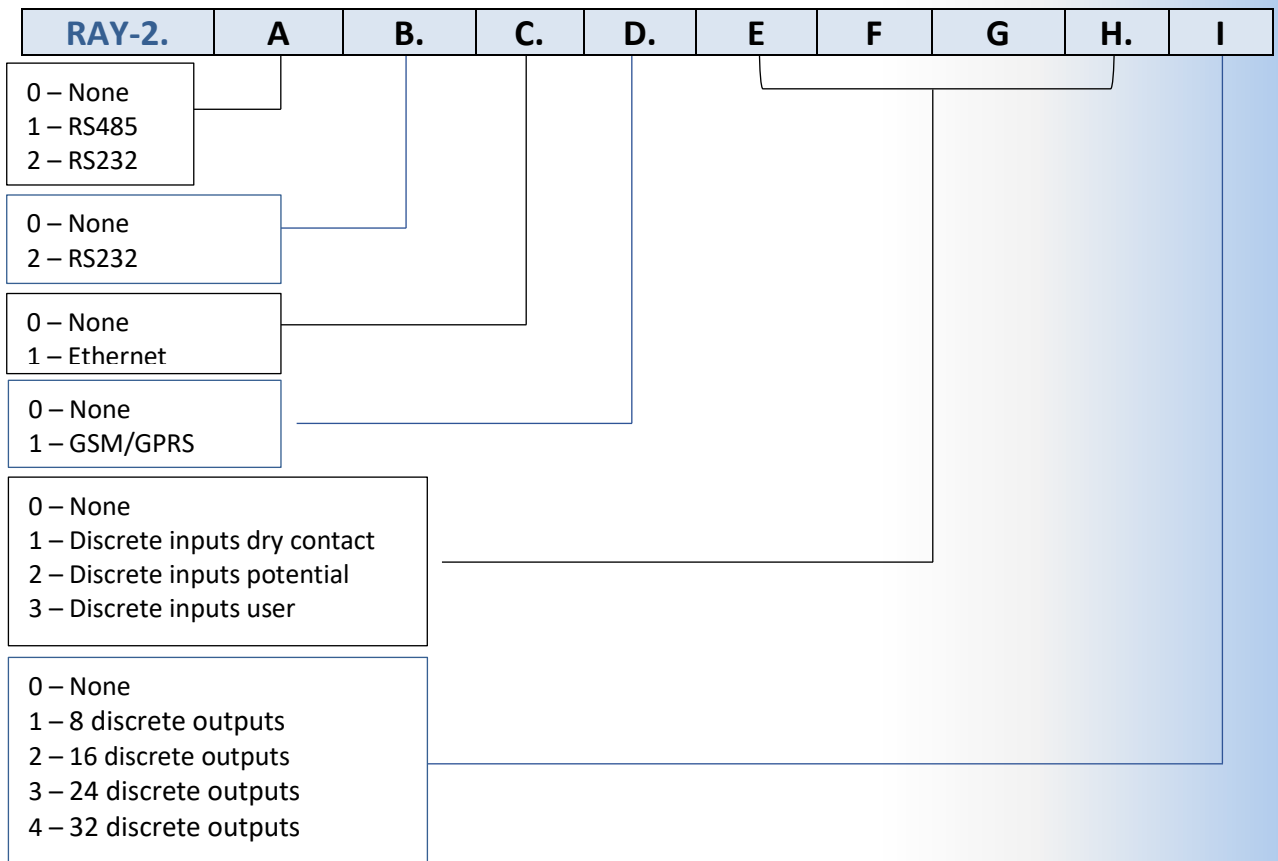 RAY-2. A B. C. D. E F G H. I
0 – None
1 – RS485
2 – RS232
0 – None
2 – RS232
0 – None
1 – Ethernet
0 – None
1 – GSM/GPRS
0 – None
1 – Discrete inputs dry contact
2 – Discrete inputs potential
3 – Discrete inputs user
0 – None
1 – 8 discrete outputs
2 – 16 discrete outputs
3 – 24 discrete outputs
4 – 32 discrete outputs